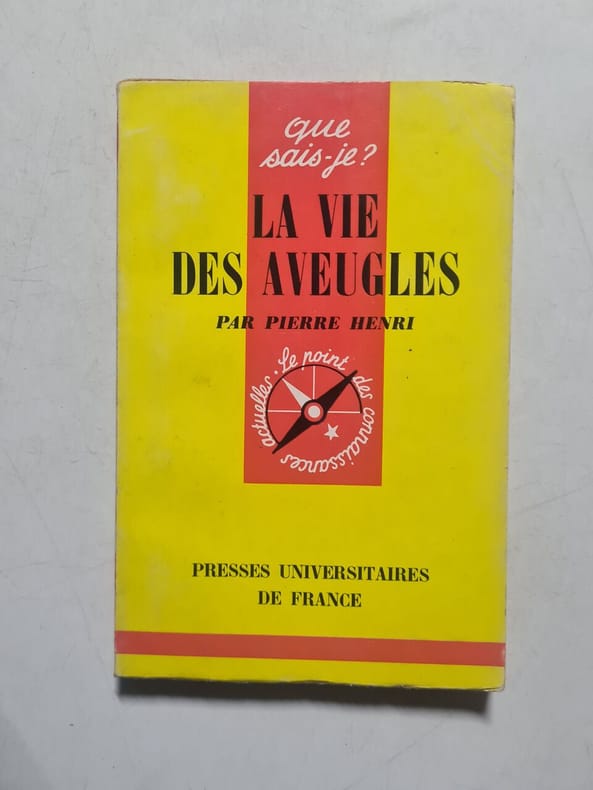 que
sais-je?
LA VIE
DES AVEUGLES
PAR PIERRE HENRI
Le point des connaissances actuelles.
PRESSES UNIVERSITAIRES
DE FRANCE